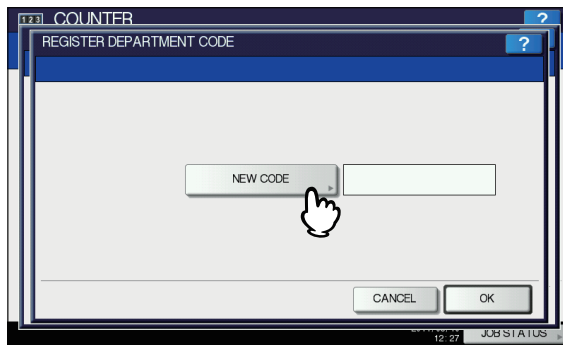 123 COUNTER
?
REGISTER DEPARTMENT CODE
?
NEW CODE
CANCEL
OK
12:27
JOB STATUS